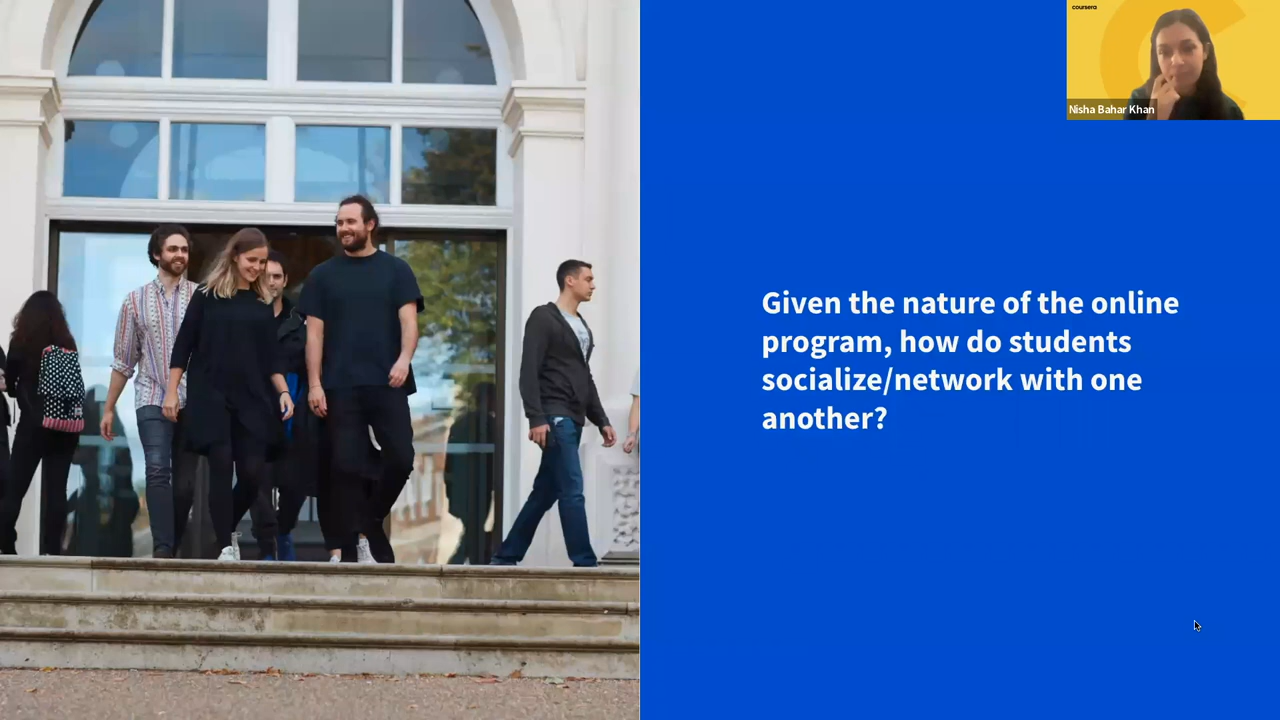 coursera
Nisha Bahar Khan
Given the nature of the online
program, how do students
socialize/network with one
another?